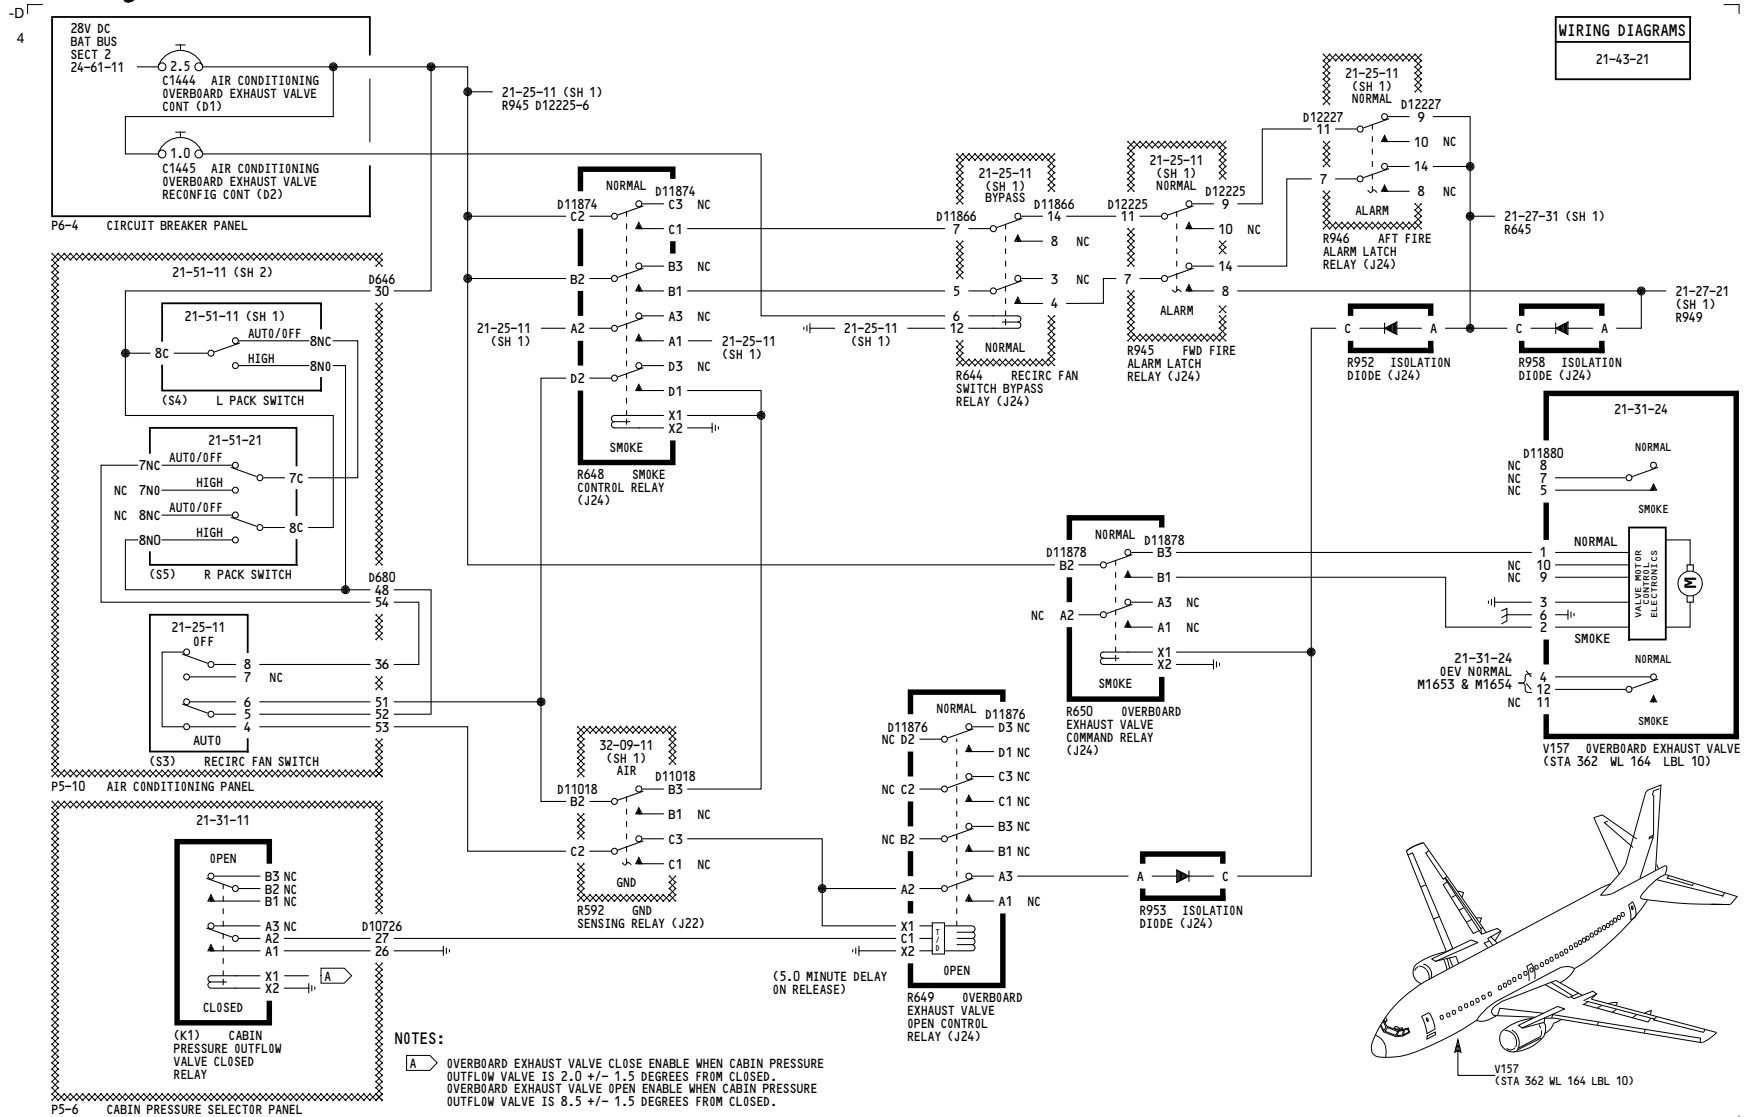 -D
4
WIRING DIAGRAMS
21-43-21
28V DC
BAT BUS
SECT 2
24-61-11
2.5
C1444 AIR CONDITIONING
OVERBOARD EXHAUST VALVE
CONT (D1)
1.0
C1445 AIR CONDITIONING
OVERBOARD EXHAUST VALVE
RECONFIG CONT (D2)
P6-4 CIRCUIT BREAKER PANEL
21-25-11 (SH 1)
R945 D12225-6
21-51-11 (SH 2)
D646
30
21-51-11 (SH 1)
AUTO/OFF
8NC
8C
HIGH
8NO
(S4) L PACK SWITCH
21-51-21
7NC
AUTO/OFF
7C
NC 7NO
HIGH
NC 8NC
AUTO/OFF
8C
8NO
HIGH
(S5) R PACK SWITCH
D680
48
54
21-25-11
OFF
8
36
7 NC
6
51
5
52
4
53
AUTO
(S3) RECIRC FAN SWITCH
P5-10 AIR CONDITIONING PANEL
21-31-11
OPEN
B3 NC
B2 NC
B1 NC
A3 NC
D10726
A2
27
A1
26
X1
A
X2
CLOSED
(K1) CABIN
PRESSURE OUTFLOW
VALVE CLOSED
RELAY
P5-6 CABIN PRESSURE SELECTOR PANEL
NORMAL
D11874
D11874
C3 NC
C2
C1
B3 NC
B2
B1
A3 NC
21-25-11
(SH 1)
A2
A1
21-25-11
(SH 1)
D3 NC
D2
D1
X1
X2
SMOKE
R648 SMOKE
CONTROL RELAY
(J24)
21-25-11
(SH 1)
BYPASS
D11866
D11866
14
7
8 NC
3 NC
5
4
6
21-25-11
(SH 1)
12
NORMAL
R644 RECIRC FAN
SWITCH BYPASS
RELAY (J24)
21-25-11
(SH 1)
NORMAL
D12225
D12225
9
11
10 NC
14
7
8
ALARM
R945 FWD FIRE
ALARM LATCH
RELAY (J24)
21-25-11
(SH 1)
NORMAL
D12227
D12227
9
11
10 NC
14
7
8 NC
ALARM
R946 AFT FIRE
ALARM LATCH
RELAY (J24)
21-27-31 (SH 1)
R645
21-27-21
(SH 1)
R949
C A
R952 ISOLATION
DIODE (J24)
C A
R958 ISOLATION
DIODE (J24)
32-09-11
(SH 1)
AIR
D11018
D11018
B3
B2
B1 NC
C3
C2
C1 NC
GND
R592 GND
SENSING RELAY (J22)
NORMAL
D11878
D11878
B3
B2
B1
A3 NC
NC A2
A1 NC
X1
X2
SMOKE
R650 OVERBOARD
EXHAUST VALVE
COMMAND RELAY
(J24)
NORMAL
D11876
D11876
D3 NC
NC D2
D1 NC
C3 NC
NC C2
C1 NC
B3 NC
NC B2
B1 NC
A3
A2
A1 NC
X1
C1
X2
T/D
OPEN
(5.0 MINUTE DELAY
ON RELEASE)
R649 OVERBOARD
EXHAUST VALVE
OPEN CONTROL
RELAY (J24)
A C
R953 ISOLATION
DIODE (J24)
21-31-24
D11880
NORMAL
NC 8
NC 7
NC 5
SMOKE
1 NORMAL
NC 10
NC 9
3
6
2
SMOKE
VALVE MOTOR
CONTROL
ELECTRONICS
M
21-31-24
OEV NORMAL
M1653 & M1654
NORMAL
4
12
NC 11
SMOKE
V157 OVERBOARD EXHAUST VALVE
(STA 362 WL 164 LBL 10)
V157
(STA 362 WL 164 LBL 10)
NOTES:
A OVERBOARD EXHAUST VALVE CLOSE ENABLE WHEN CABIN PRESSURE
OUTFLOW VALVE IS 2.0 +/- 1.5 DEGREES FROM CLOSED.
OVERBOARD EXHAUST VALVE OPEN ENABLE WHEN CABIN PRESSURE
OUTFLOW VALVE IS 8.5 +/- 1.5 DEGREES FROM CLOSED.